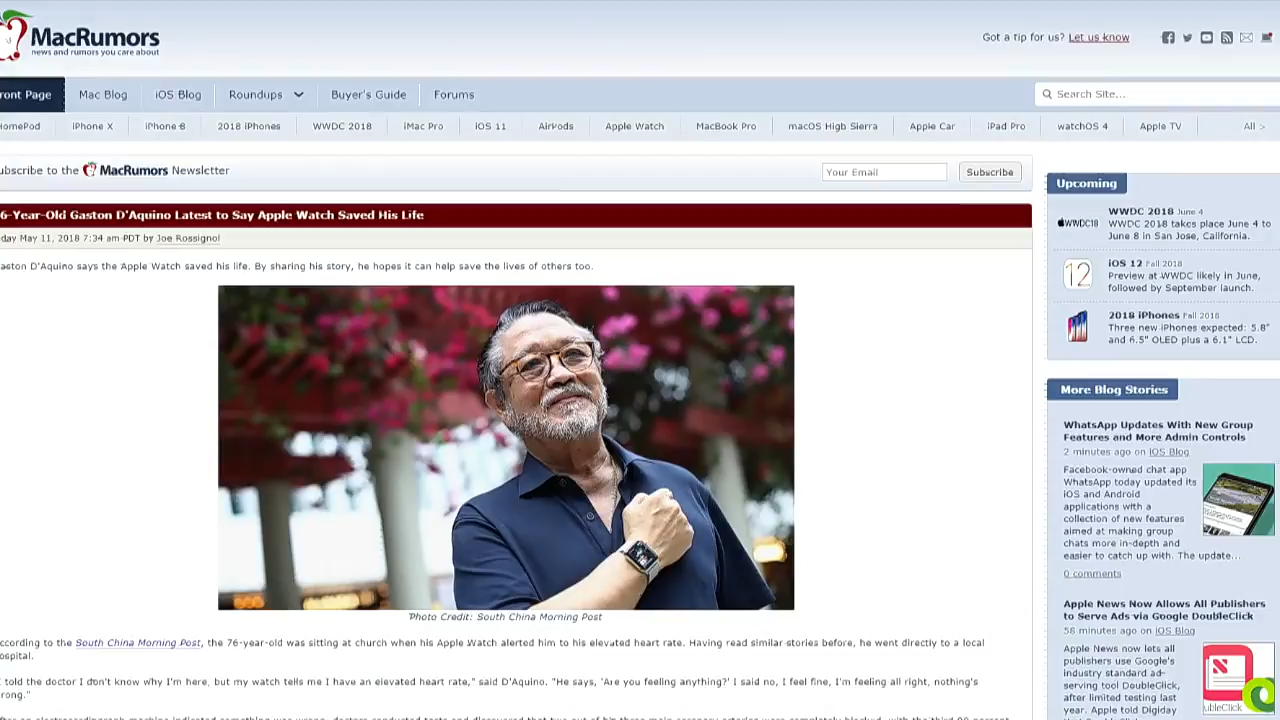 MacRumors
news and rumors you care about
Got a tip for us? Let us know
ront Page Mac Blog iOS Blog Roundups Buyer's Guide Forums
Search Site...
HomePod iPhone X iPhone 8 2018 iPhones WWDC 2018 iMac Pro iOS 11 AirPods Apple Watch MacBook Pro macOS High Sierra Apple Car iPad Pro watchOS 4 Apple TV All >
ubscribe to the MacRumors Newsletter
Your Email Subscribe
6-Year-Old Gaston D'Aquino Latest to Say Apple Watch Saved His Life
day May 11, 2018 7:34 am PDT by Joe Rossignol
aston D'Aquino says the Apple Watch saved his life. By sharing his story, he hopes it can help save the lives of others too.
Photo Credit: South China Morning Post
ccording to the South China Morning Post, the 76-year-old was sitting at church when his Apple Watch alerted him to his elevated heart rate. Having read similar stories before, he went directly to a local
ospital.
I told the doctor I don't know why I'm here, but my watch tells me I have an elevated heart rate," said D'Aquino. "He says, 'Are you feeling anything?' I said no, I feel fine, I'm feeling all right, nothing's
rong."
Upcoming
WWDC18
WWDC 2018 June 4
WWDC 2018 takes place June 4 to
June 8 in San Jose, California.
12
iOS 12 Fall 2018
Preview at WWDC likely in June,
followed by September launch.
2018 iPhones Fall 2018
Three new iPhones expected: 5.8"
and 6.5" OLED plus a 6.1" LCD.
More Blog Stories
WhatsApp Updates With New Group
Features and More Admin Controls
2 minutes ago on iOS Blog
Facebook-owned chat app
WhatsApp today updated its
iOS and Android
applications with a
collection of new features
aimed at making group
chats more in-depth and
easier to catch up with. The update...
0 comments
Apple News Now Allows All Publishers
to Serve Ads via Google DoubleClick
58 minutes ago on iOS Blog
Apple News now lets all
publishers use Google's
industry standard ad-
serving tool DoubleClick,
after limited testing last
year. Apple told Digiday
ubleClick